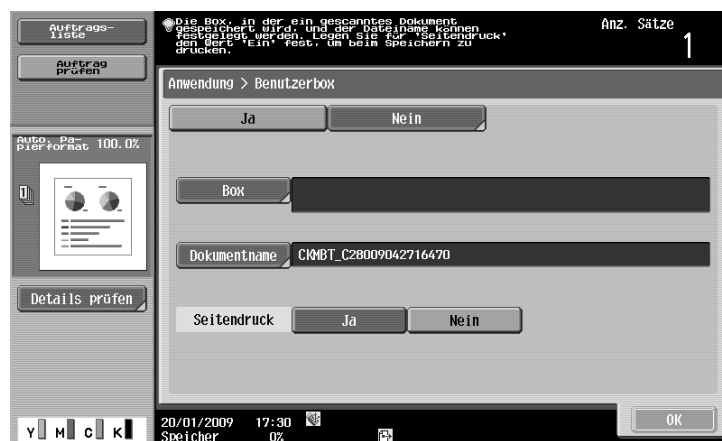 Auftrags-
liste
Auftrag
prüfen
Die Box, in der ein gescanntes Dokument
gespeichert wird, und der Dateiname können
festgelegt werden. Legen Sie für 'Seitendruck'
den Wert 'Ein' fest, um beim Speichern zu
drucken.
Anz. Sätze
1
Anwendung > Benutzerbox
Ja Nein
Auto. Pa-
pierformat 100.0%
Box
Dokumentname CKMBT_C28009042716470
Details prüfen
Seitendruck Ja Nein
OK
Y M C K
20/01/2009 17:30
Speicher 0%